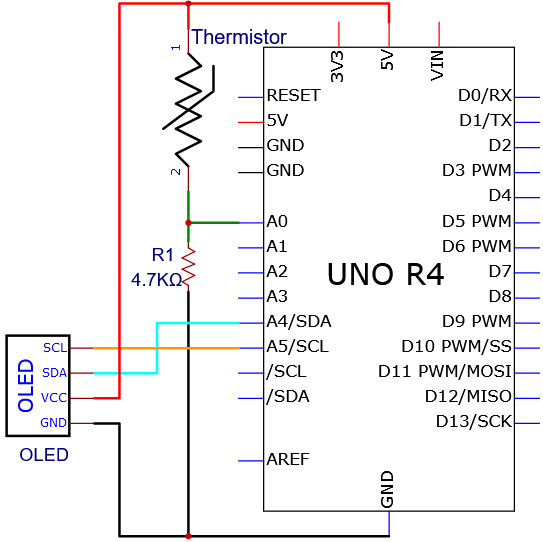 1
Thermistor
2
R1
4.7KΩ
3V3
5V
VIN
RESET
5V
GND
GND
A0
A1
A2
A3
A4/SDA
A5/SCL
/SCL
/SDA
AREF
UNO R4
D0/RX
D1/TX
D2
D3 PWM
D4
D5 PWM
D6 PWM
D7
D8
D9 PWM
D10 PWM/SS
D11 PWM/MOSI
D12/MISO
D13/SCK
GND
OLED
SCL
SDA
VCC
GND
OLED